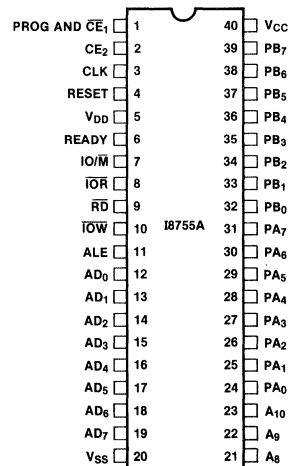 PROG AND C̅E̅₁ 1 40 VCC
CE₂ 2 39 PB₇
CLK 3 38 PB₆
RESET 4 37 PB₅
VDD 5 36 PB₄
READY 6 35 PB₃
IO/M̅ 7 34 PB₂
I̅O̅R̅ 8 33 PB₁
R̅D̅ 9 32 PB₀
I̅O̅W̅ 10 I8755A 31 PA₇
ALE 11 30 PA₆
AD₀ 12 29 PA₅
AD₁ 13 28 PA₄
AD₂ 14 27 PA₃
AD₃ 15 26 PA₂
AD₄ 16 25 PA₁
AD₅ 17 24 PA₀
AD₆ 18 23 A₁₀
AD₇ 19 22 A₉
VSS 20 21 A₈